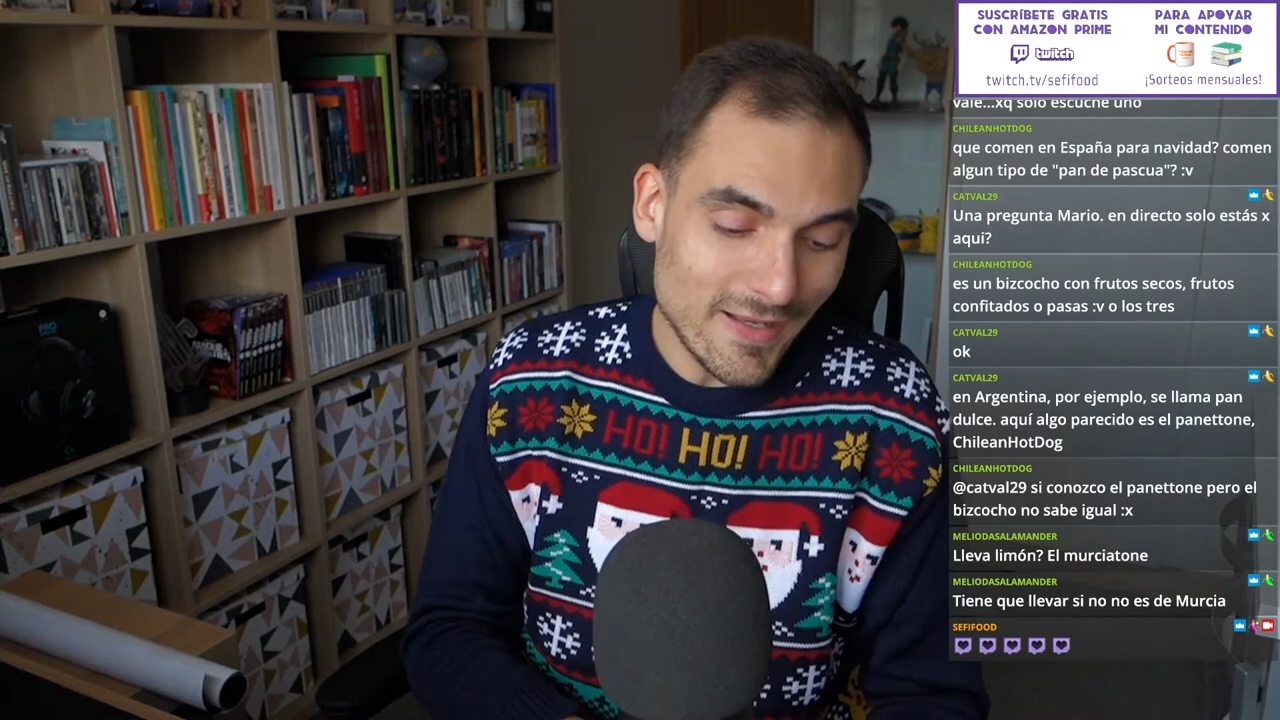 SUSCRÍBETE GRATIS
CON AMAZON PRIME
twitch
twitch.tv/sefifood
PARA APOYAR
MI CONTENIDO
¡Sorteos mensuales!
vale...xq solo escuche uno
CHILEANHOTDOG
que comen en España para navidad? comen
algun tipo de "pan de pascua"? :v
CATVAL29
Una pregunta Mario. en directo solo estás x
aqui?
CHILEANHOTDOG
es un bizcocho con frutos secos, frutos
confitados o pasas :v o los tres
CATVAL29
ok
CATVAL29
en Argentina, por ejemplo, se llama pan
dulce. aquí algo parecido es el panettone,
ChileanHotDog
CHILEANHOTDOG
@catval29 si conozco el panettone pero el
bizcocho no sabe igual :x
MELIODASALAMANDER
Lleva limón? El murciatone
MELIODASALAMANDER
Tiene que llevar si no no es de Murcia
SEFIFOOD
HO! HO! HO!
PRO